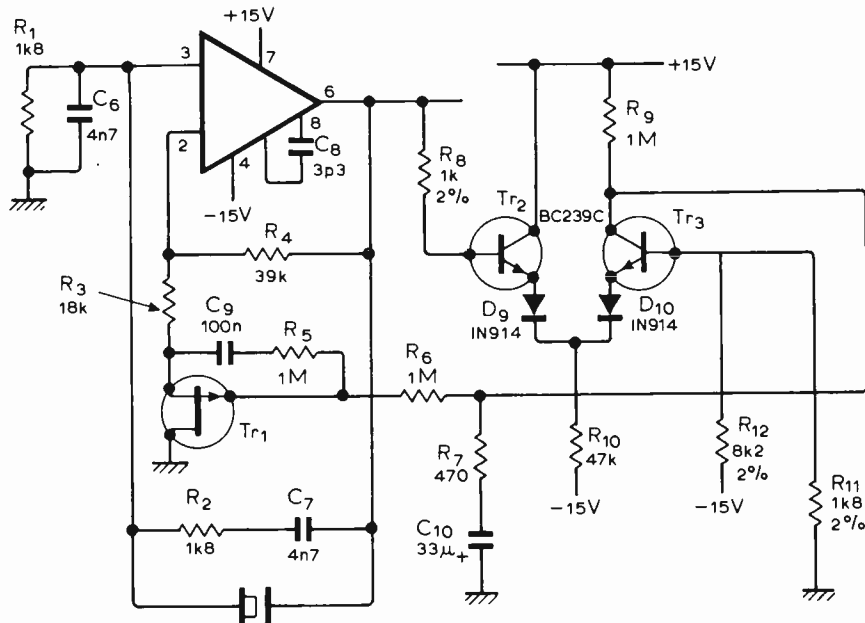 R1
1k8
C6
4n7
+15V
3
7
6
8
2
4
C8
3p3
-15V
R4
39k
R3
18k
C9
100n
R5
1M
Tr1
R6
1M
R2
1k8
C7
4n7
R8
1k
2%
Tr2
BC239C
Tr3
+15V
R9
1M
D9
IN914
D10
IN914
R7
470
C10
33μ
+
R10
47k
-15V
R12
8k2
2%
-15V
R11
1k8
2%